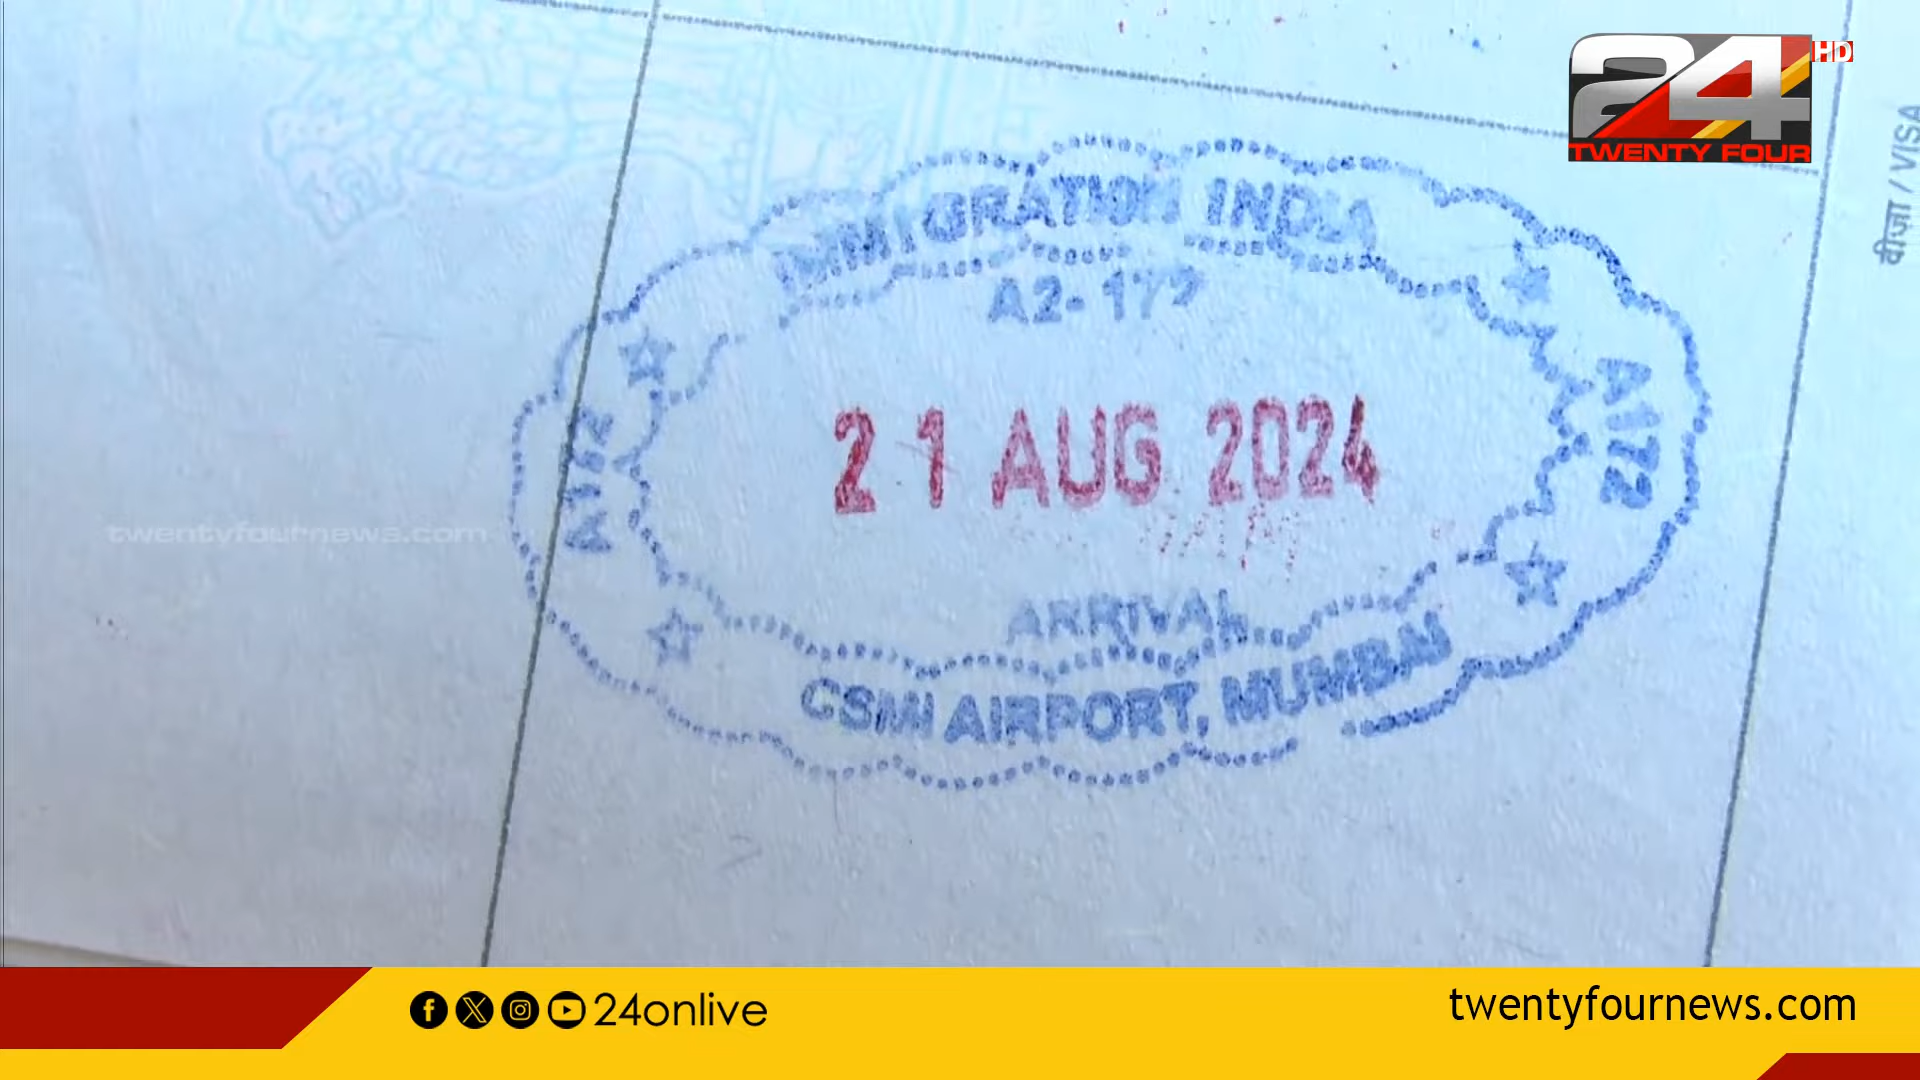 24 HD
TWENTY FOUR
वीज़ा / VISA
IMMIGRATION INDIA
A2-172
A172
A172
21 AUG 2024
ARRIVAL
CSMI AIRPORT, MUMBAI
twentyfournews.com
24onlive
twentyfournews.com